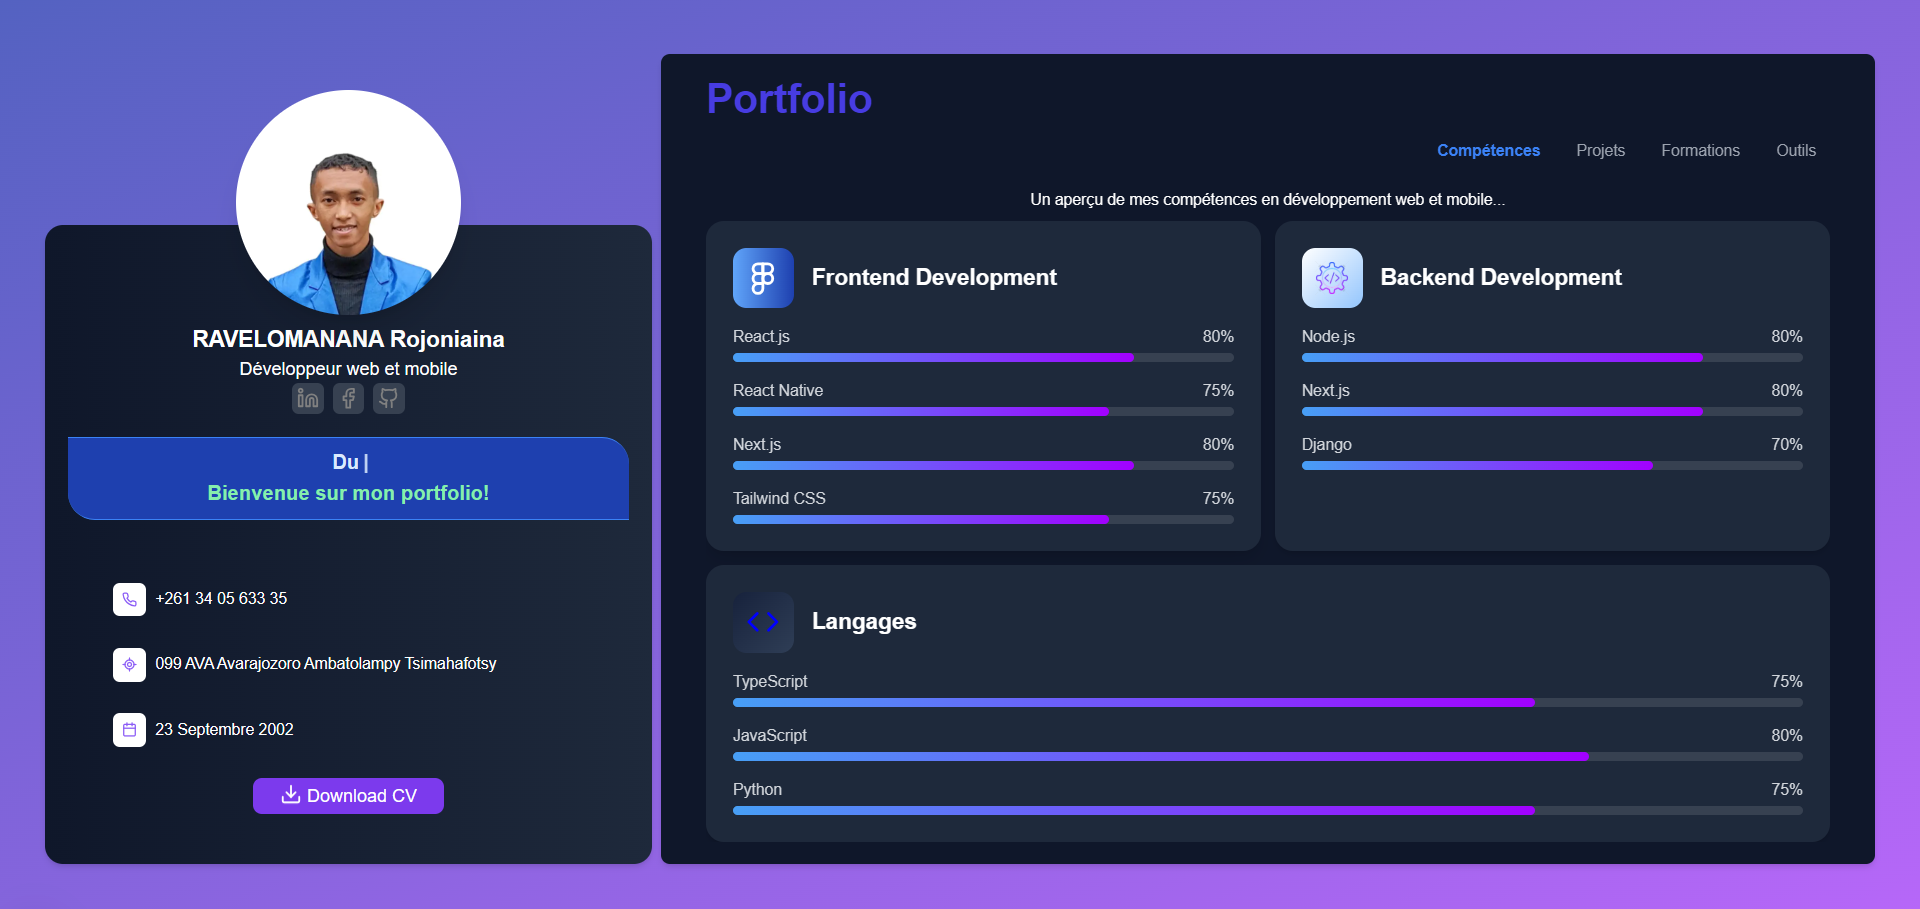 RAVELOMANANA Rojoniaina
Développeur web et mobile
Du |
Bienvenue sur mon portfolio!
+261 34 05 633 35
099 AVA Avarajozoro Ambatolampy Tsimahafotsy
23 Septembre 2002
Download CV
Portfolio
Compétences Projets Formations Outils
Un aperçu de mes compétences en développement web et mobile...
Frontend Development
React.js 80%
React Native 75%
Next.js 80%
Tailwind CSS 75%
Backend Development
Node.js 80%
Next.js 80%
Django 70%
Langages
TypeScript 75%
JavaScript 80%
Python 75%